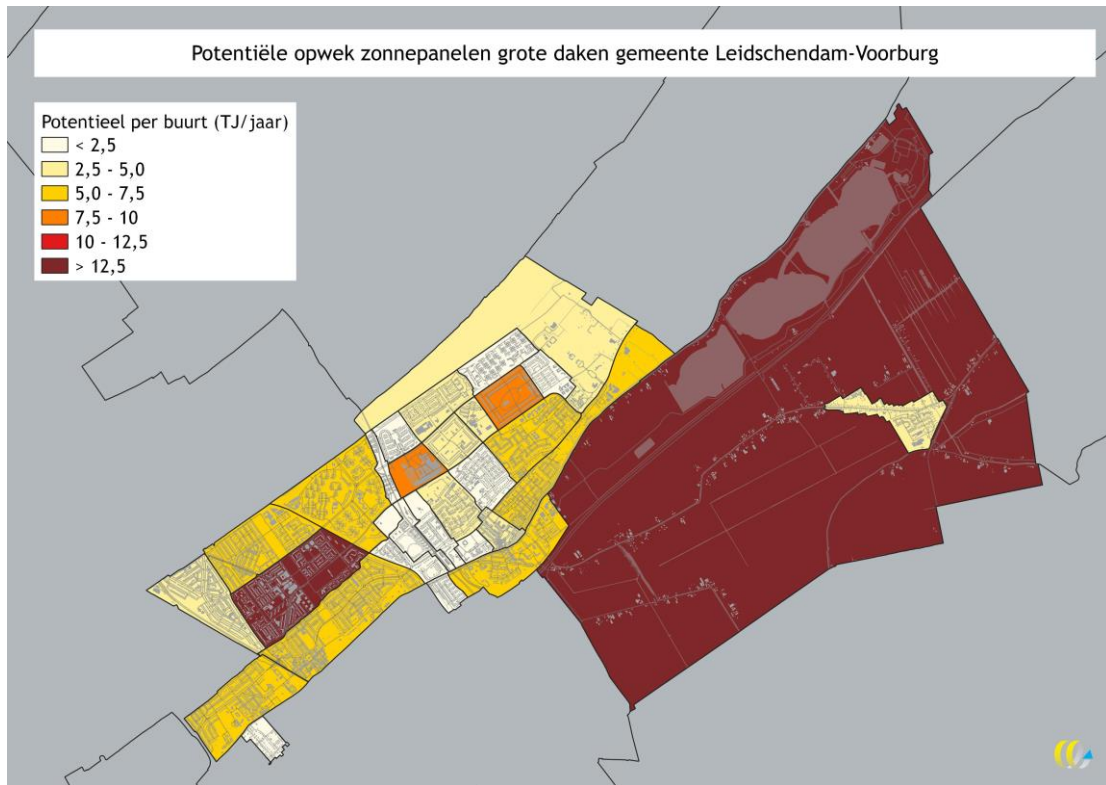 Potentiële opwek zonnepanelen grote daken gemeente Leidschendam-Voorburg
Potentieel per buurt (TJ/jaar)
< 2,5
2,5 - 5,0
5,0 - 7,5
7,5 - 10
10 - 12,5
> 12,5